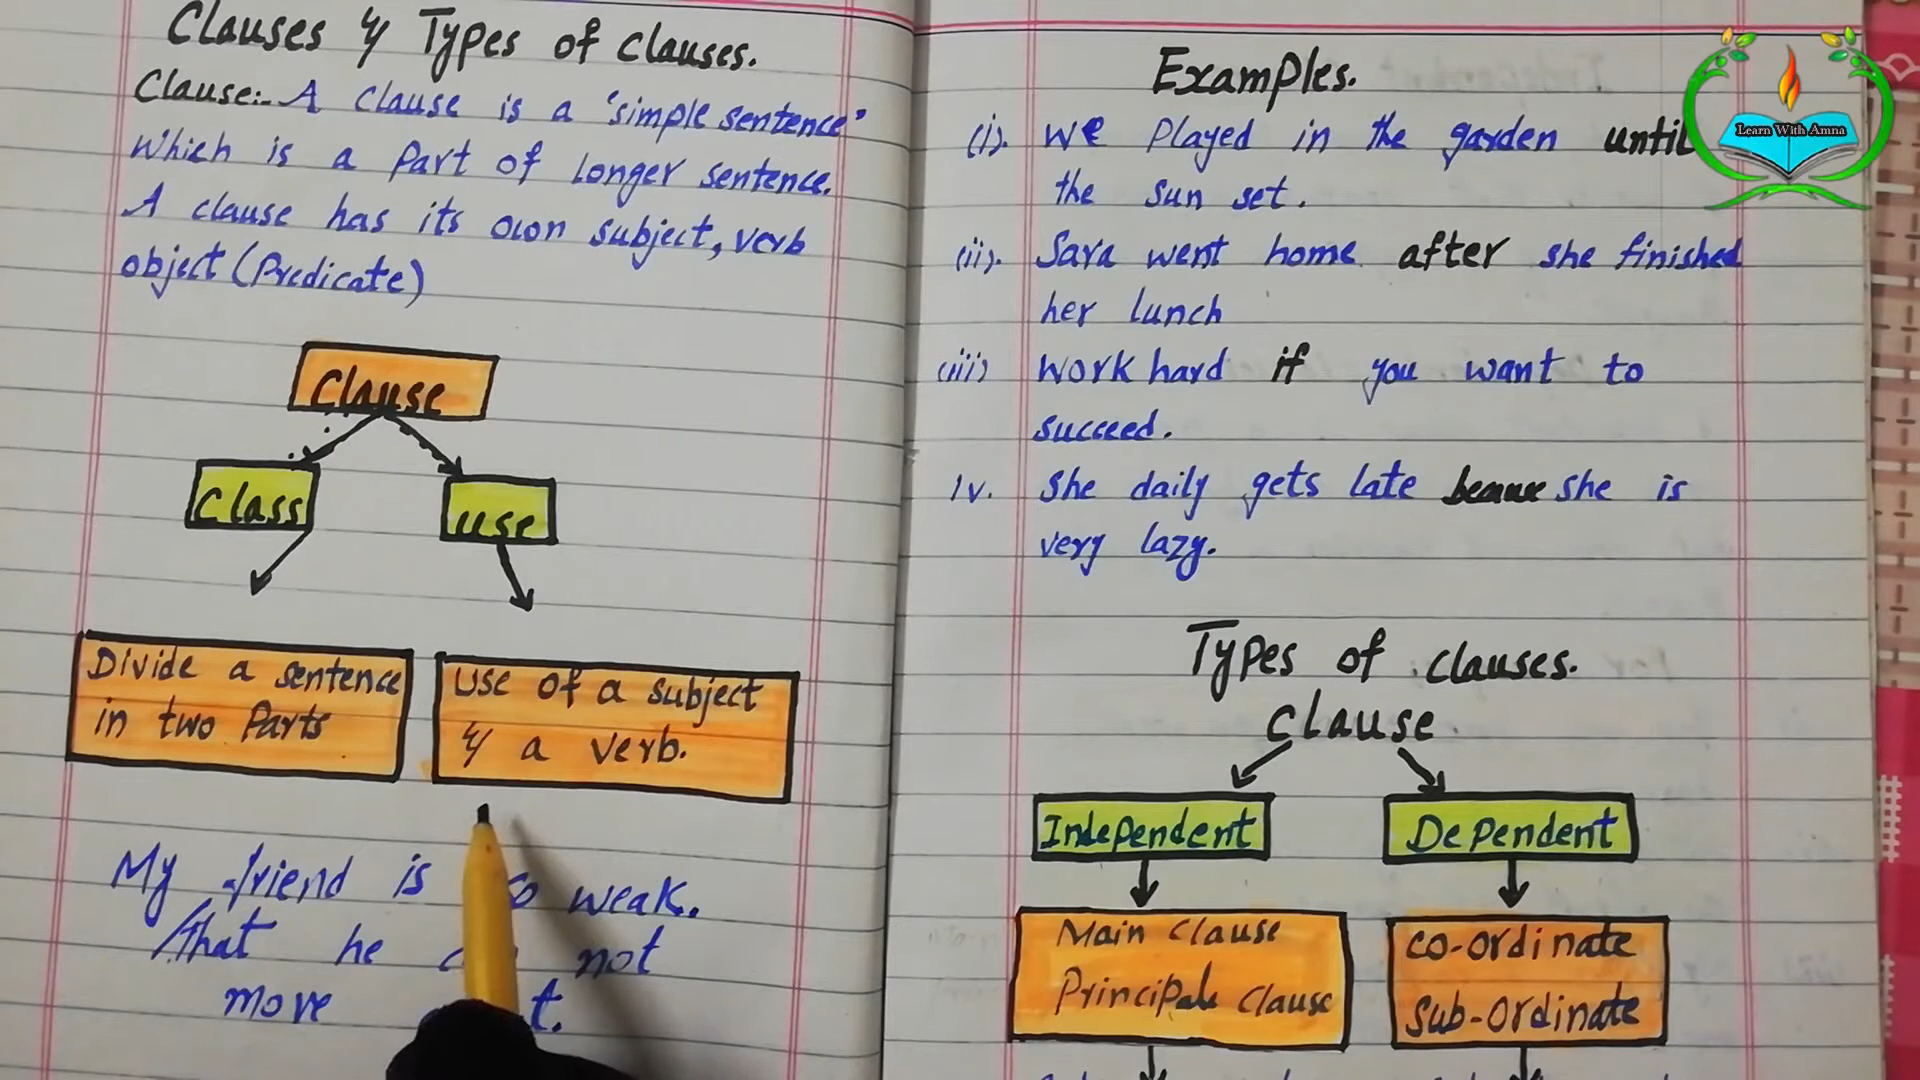 Clauses & Types of clauses.
Clause:- A clause is a "simple sentence"
which is a part of longer sentence.
A clause has its own subject, verb
object (Predicate)
Clause
Class
use
Divide a sentence
in two Parts
use of a subject
& a verb.
My friend is so weak.
that he not
move
Examples.
(i). We played in the garden until
the sun set.
(ii). Sara went home after she finished
her lunch
(iii) Work hard if you want to
succeed.
iv. She daily gets late because she is
very lazy.
Types of clauses.
Clause
Independent
Dependent
Main clause
Principale clause
co-ordinate
sub-ordinate
Learn With Amna